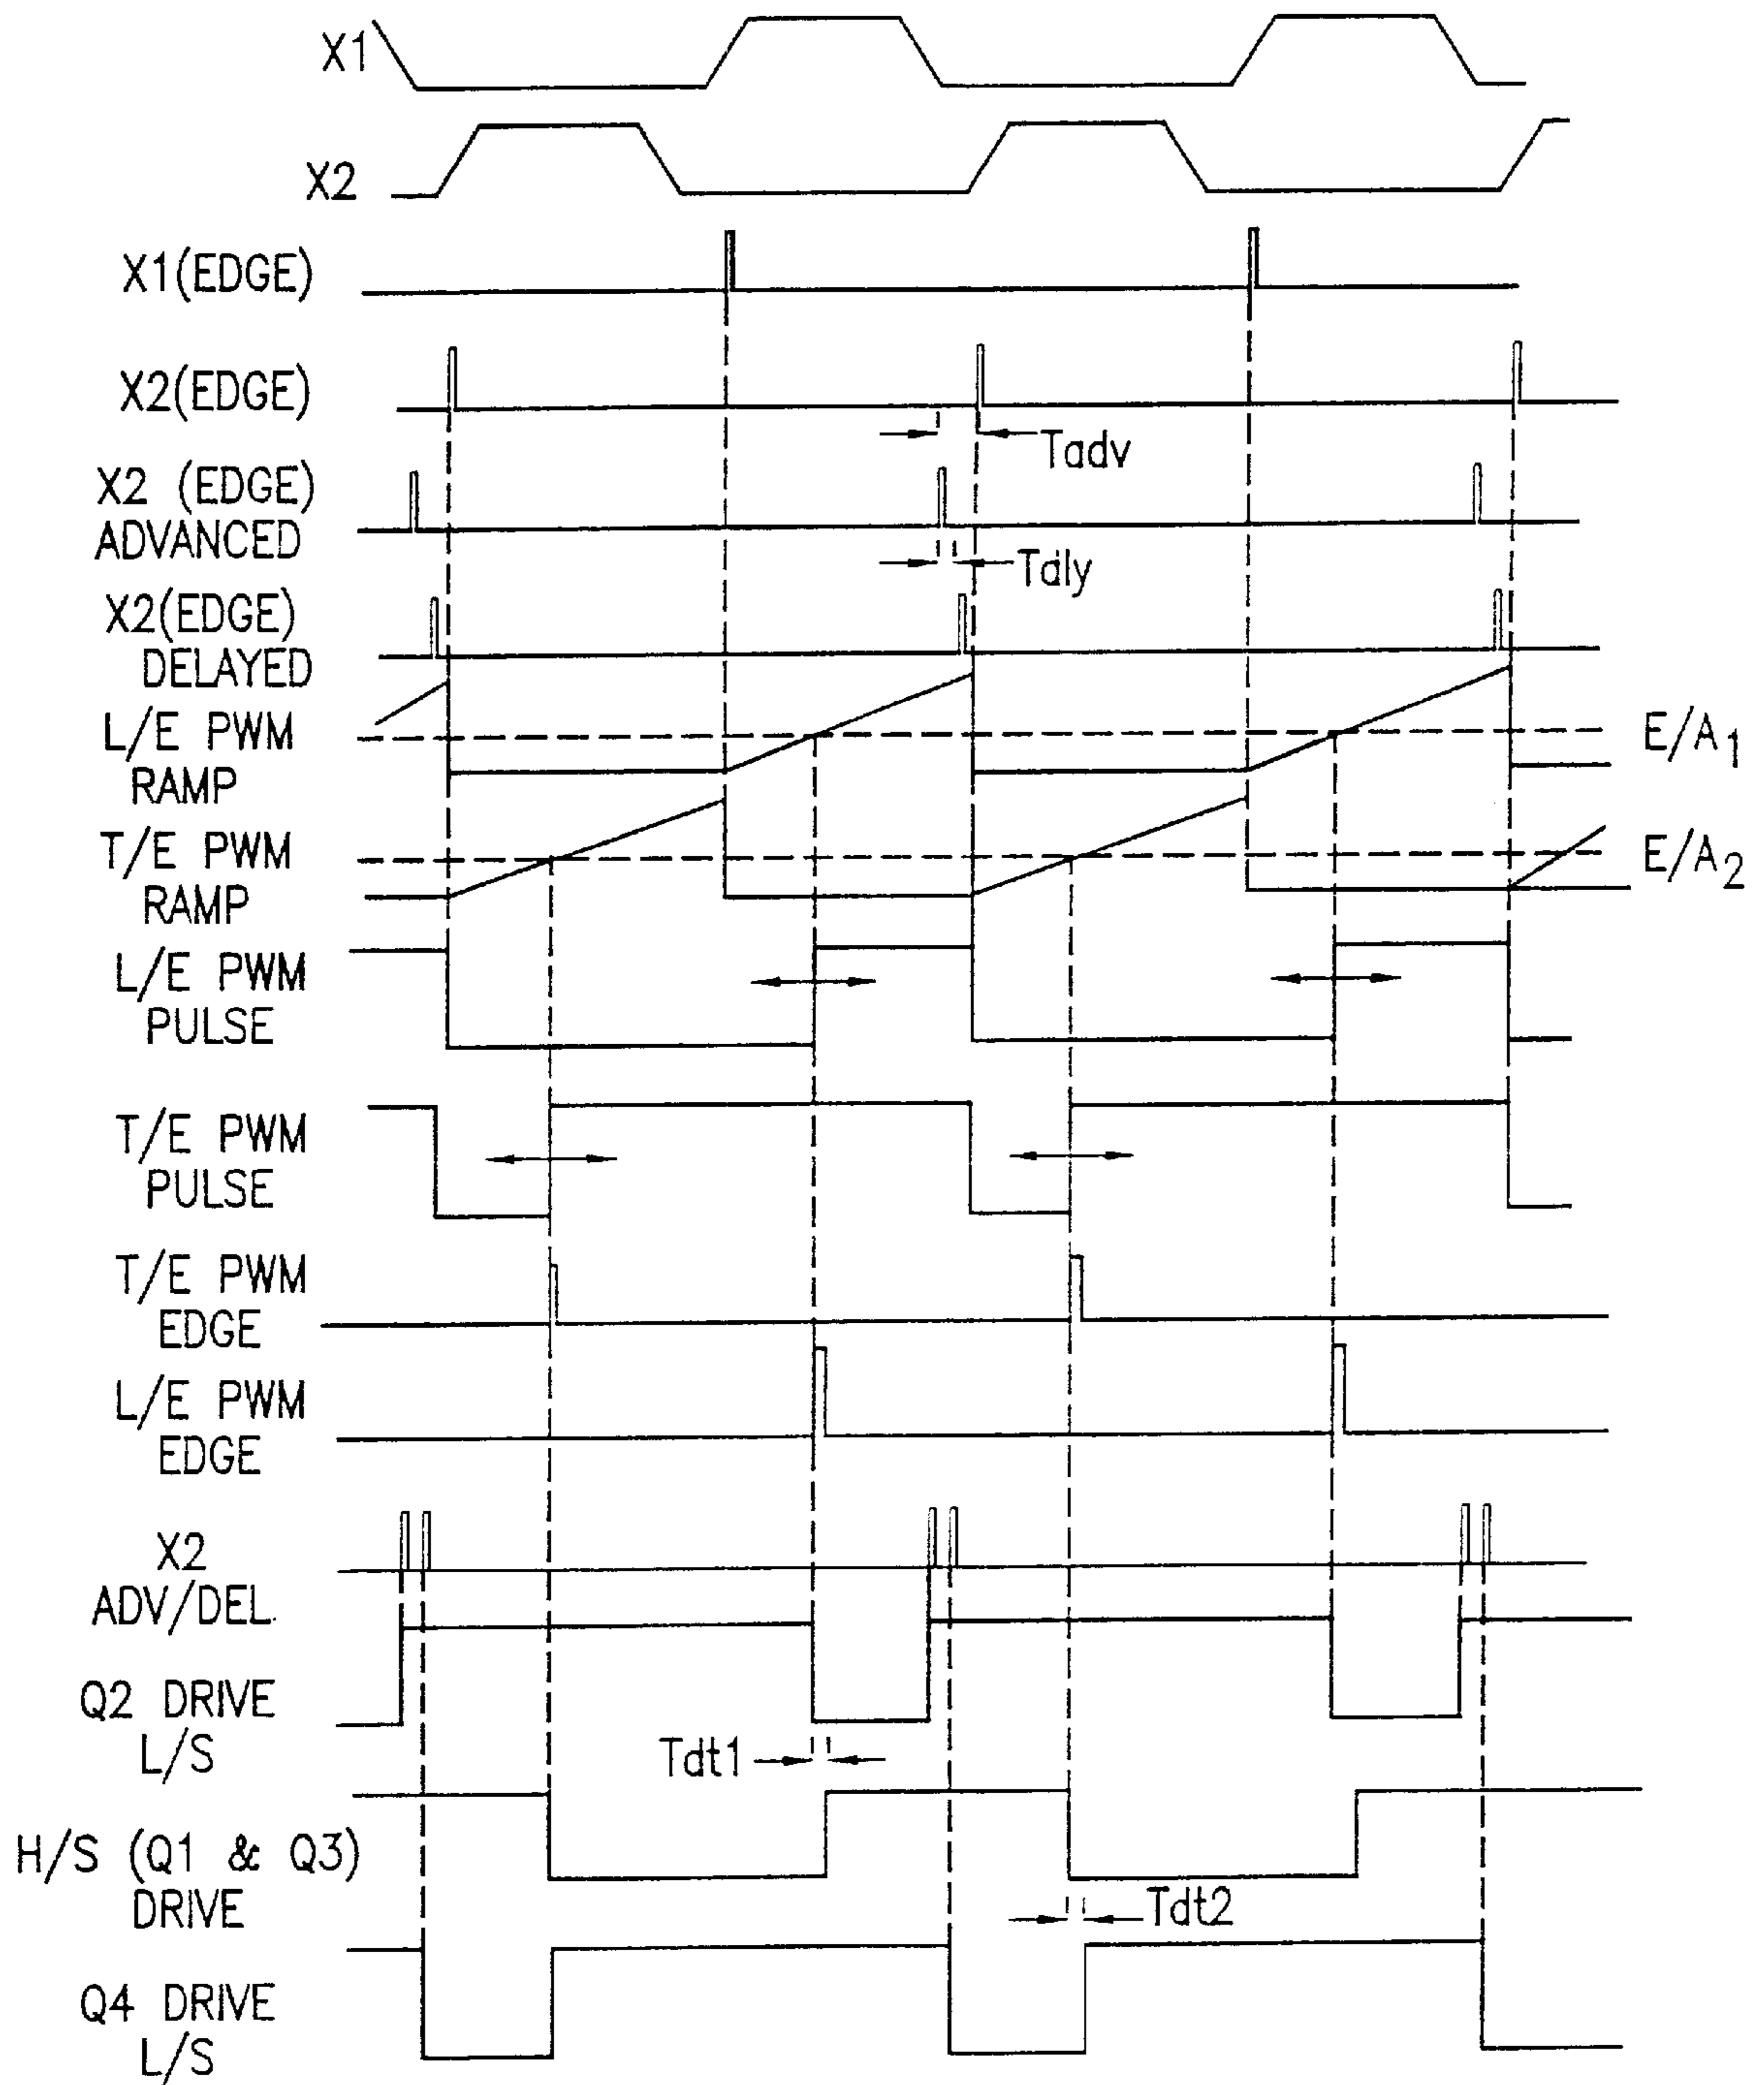 X1
X2
X1(EDGE)
X2(EDGE)
Tadv
X2 (EDGE)
ADVANCED
Tdly
X2(EDGE)
DELAYED
L/E PWM
RAMP
E/A1
T/E PWM
RAMP
E/A2
L/E PWM
PULSE
T/E PWM
PULSE
T/E PWM
EDGE
L/E PWM
EDGE
X2
ADV/DEL.
Q2 DRIVE
L/S
Tdt1
H/S (Q1 & Q3)
DRIVE
Tdt2
Q4 DRIVE
L/S